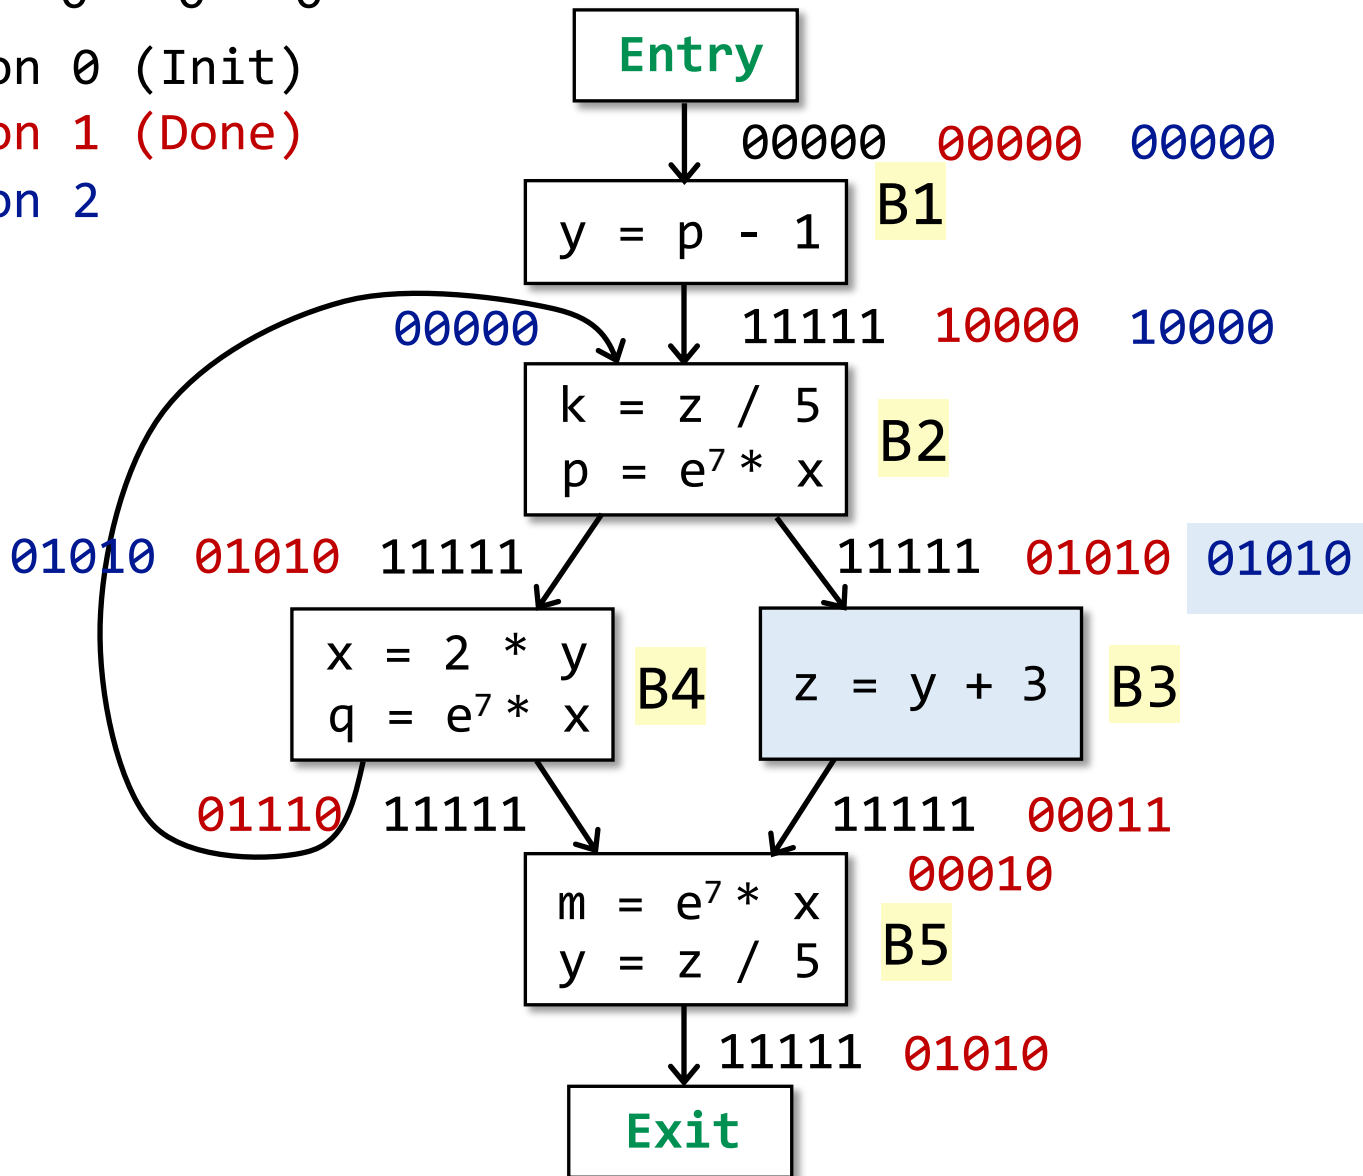 Entry
on 0 (Init)
on 1 (Done)
on 2
00000 00000 00000
B1
y = p - 1
00000
11111 10000 10000
k = z / 5
p = e⁷ * x
B2
01010 01010 11111
11111 01010 01010
x = 2 * y
q = e⁷ * x
B4
z = y + 3
B3
01110 11111
11111 00011
00010
m = e⁷ * x
y = z / 5
B5
11111 01010
Exit